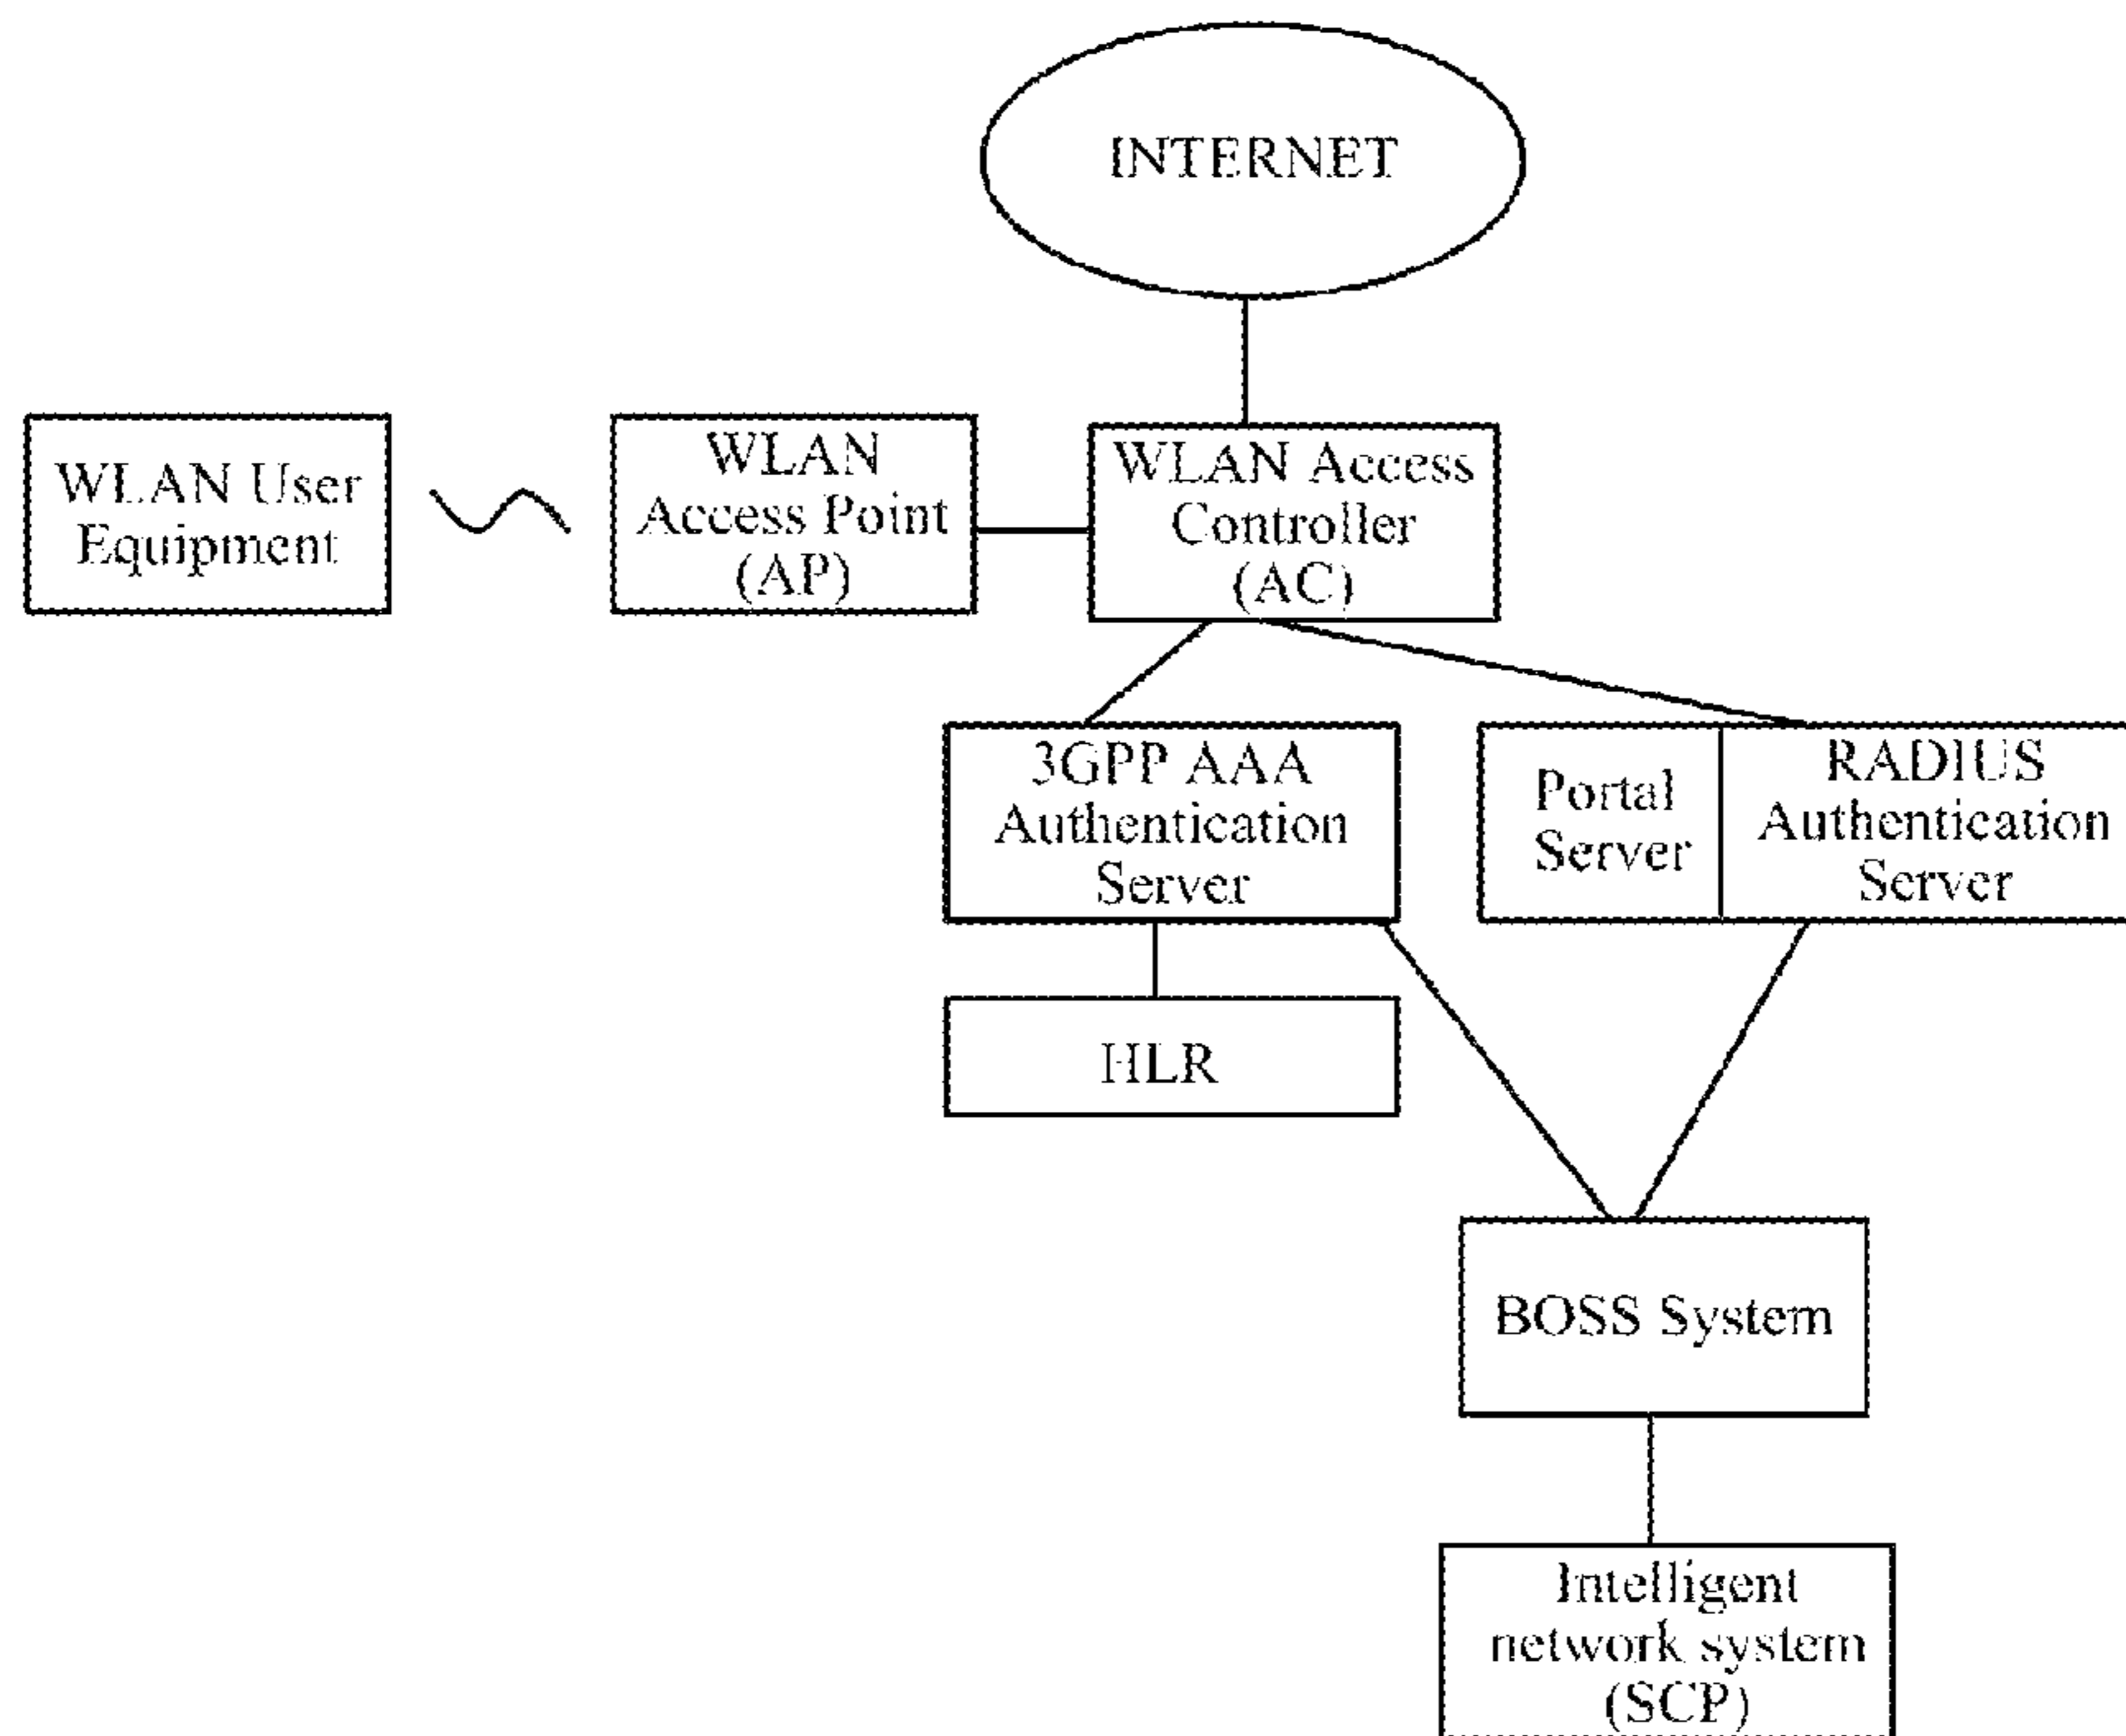 INTERNET
WLAN User
Equipment
WLAN
Access Point
(AP)
WLAN Access
Controller
(AC)
3GPP AAA
Authentication
Server
Portal
Server
RADIUS
Authentication
Server
HLR
BOSS System
Intelligent
network system
(SCP)